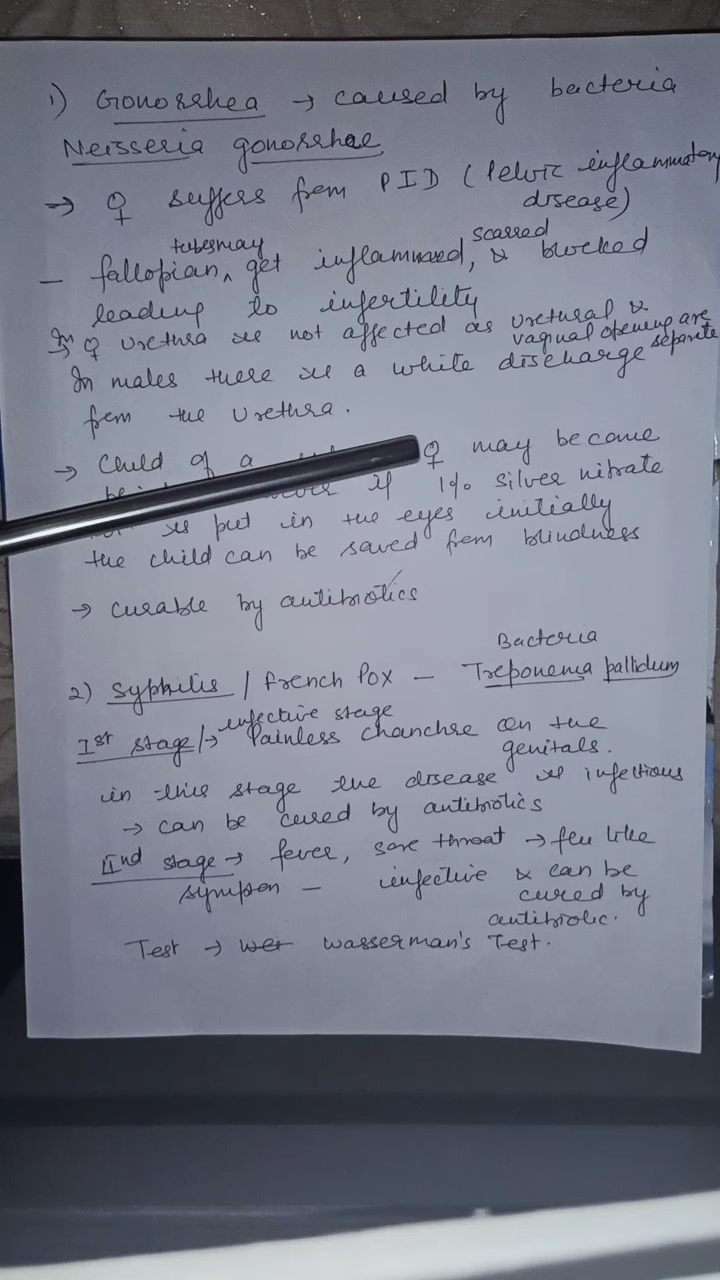 1) Gonorrhea → caused by bacteria
Neisseria gonorrhae
→ ♀ suffers from PID (Pelvic inflammatory disease)
– fallopian tubes may get inflammed, scarred & blocked
leading to infertility
→ In ♀ urethra is not affected as uretural & vaginal opening are separate
In males there is a white discharge
from the urethra.
→ Child of a ♀ may become
if 1% silver nitrate
is put in the eyes initially
the child can be saved from blindness
→ curable by antibiotics
2) Syphilis / French Pox – Bacteria Treponema pallidum
Ist stage / → infective stage Painless chanchre on the genitals.
in this stage the disease is infectious
→ can be cured by antibiotics
IInd stage → fever, sore throat → flu like
sympton – infective & can be cured by antibiotic.
Test → wasserman's Test.